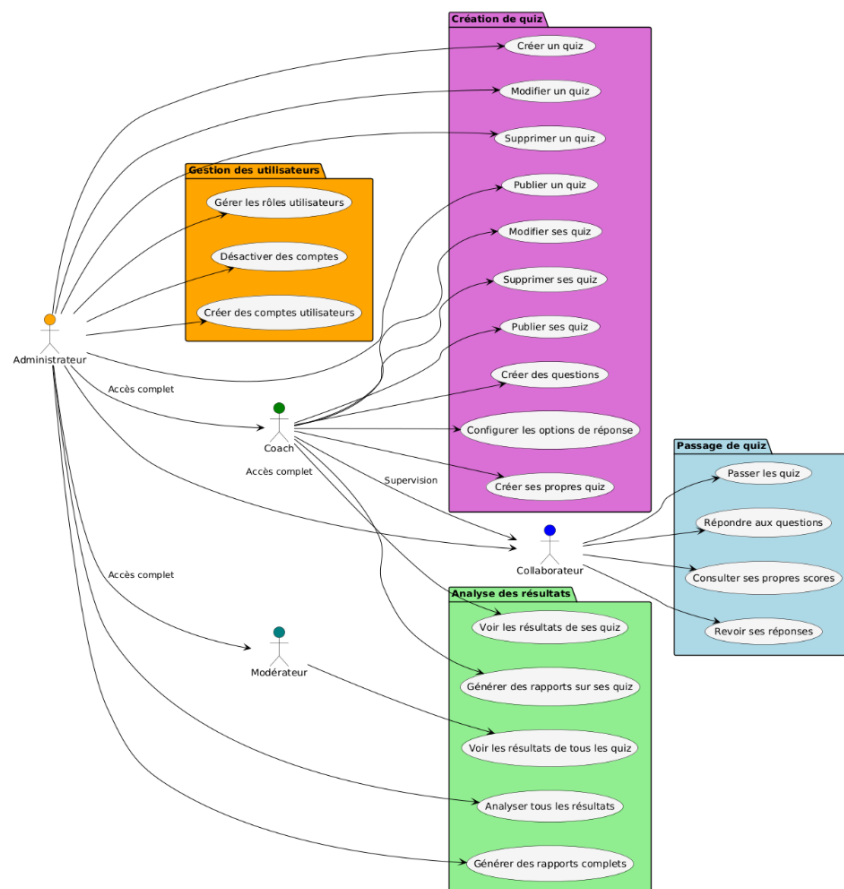 Création de quiz
Créer un quiz
Modifier un quiz
Supprimer un quiz
Publier un quiz
Modifier ses quiz
Supprimer ses quiz
Publier ses quiz
Créer des questions
Configurer les options de réponse
Créer ses propres quiz
Gestion des utilisateurs
Gérer les rôles utilisateurs
Désactiver des comptes
Créer des comptes utilisateurs
Administrateur
Accès complet
Coach
Accès complet
Supervision
Passage de quiz
Passer les quiz
Répondre aux questions
Consulter ses propres scores
Revoir ses réponses
Collaborateur
Accès complet
Modérateur
Analyse des résultats
Voir les résultats de ses quiz
Générer des rapports sur ses quiz
Voir les résultats de tous les quiz
Analyser tous les résultats
Générer des rapports complets